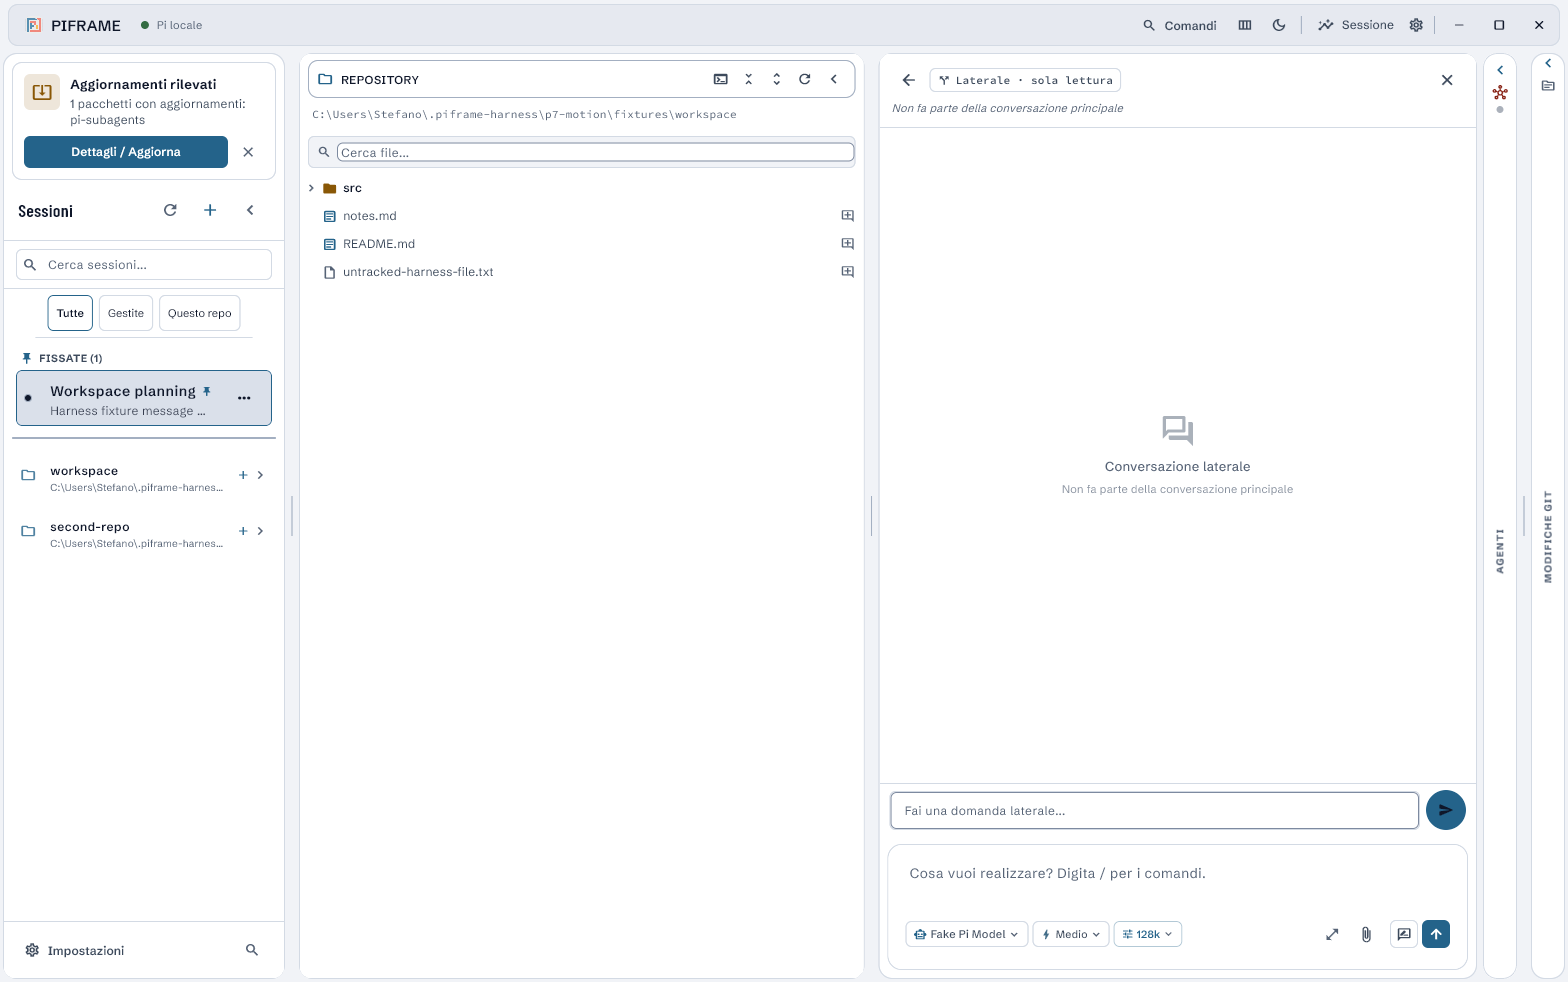 PIFRAME
Pi locale
Comandi
Sessione
Aggiornamenti rilevati
1 pacchetti con aggiornamenti:
pi-subagents
Dettagli / Aggiorna
Sessioni
Cerca sessioni...
Tutte
Gestite
Questo repo
FISSATE (1)
Workspace planning
Harness fixture message ...
workspace
C:\Users\Stefano\.piframe-harnes...
second-repo
C:\Users\Stefano\.piframe-harnes...
Impostazioni
REPOSITORY
C:\Users\Stefano\.piframe-harness\p7-motion\fixtures\workspace
Cerca file...
src
notes.md
README.md
untracked-harness-file.txt
Laterale · sola lettura
Non fa parte della conversazione principale
Conversazione laterale
Non fa parte della conversazione principale
Fai una domanda laterale...
Cosa vuoi realizzare? Digita / per i comandi.
Fake Pi Model
Medio
128k
AGENTI
MODIFICHE GIT